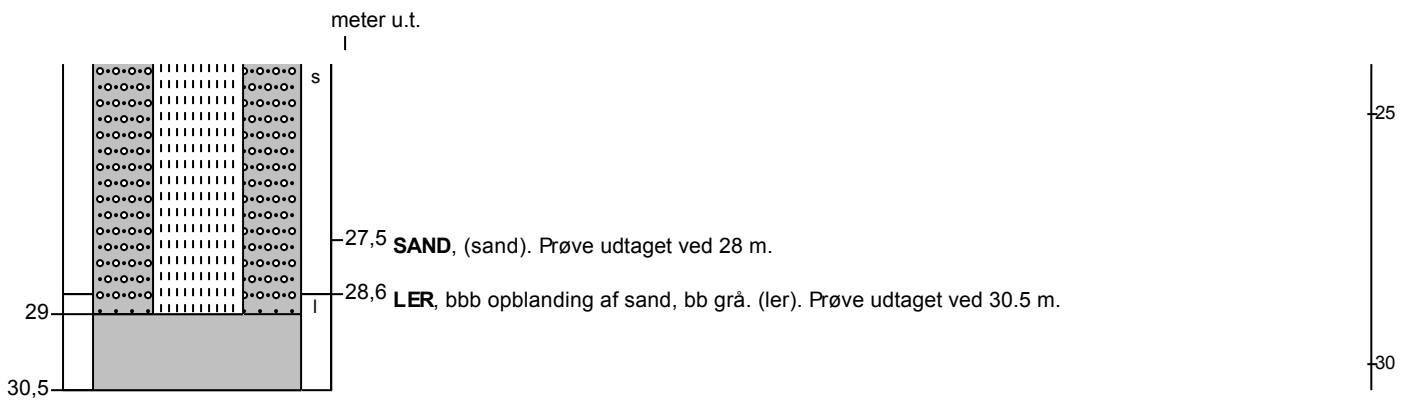 meter u.t.
s
25
27,5 SAND, (sand). Prøve udtaget ved 28 m.
28,6 LER, bbb opblanding af sand, bb grå. (ler). Prøve udtaget ved 30.5 m.
29
l
30
30,5